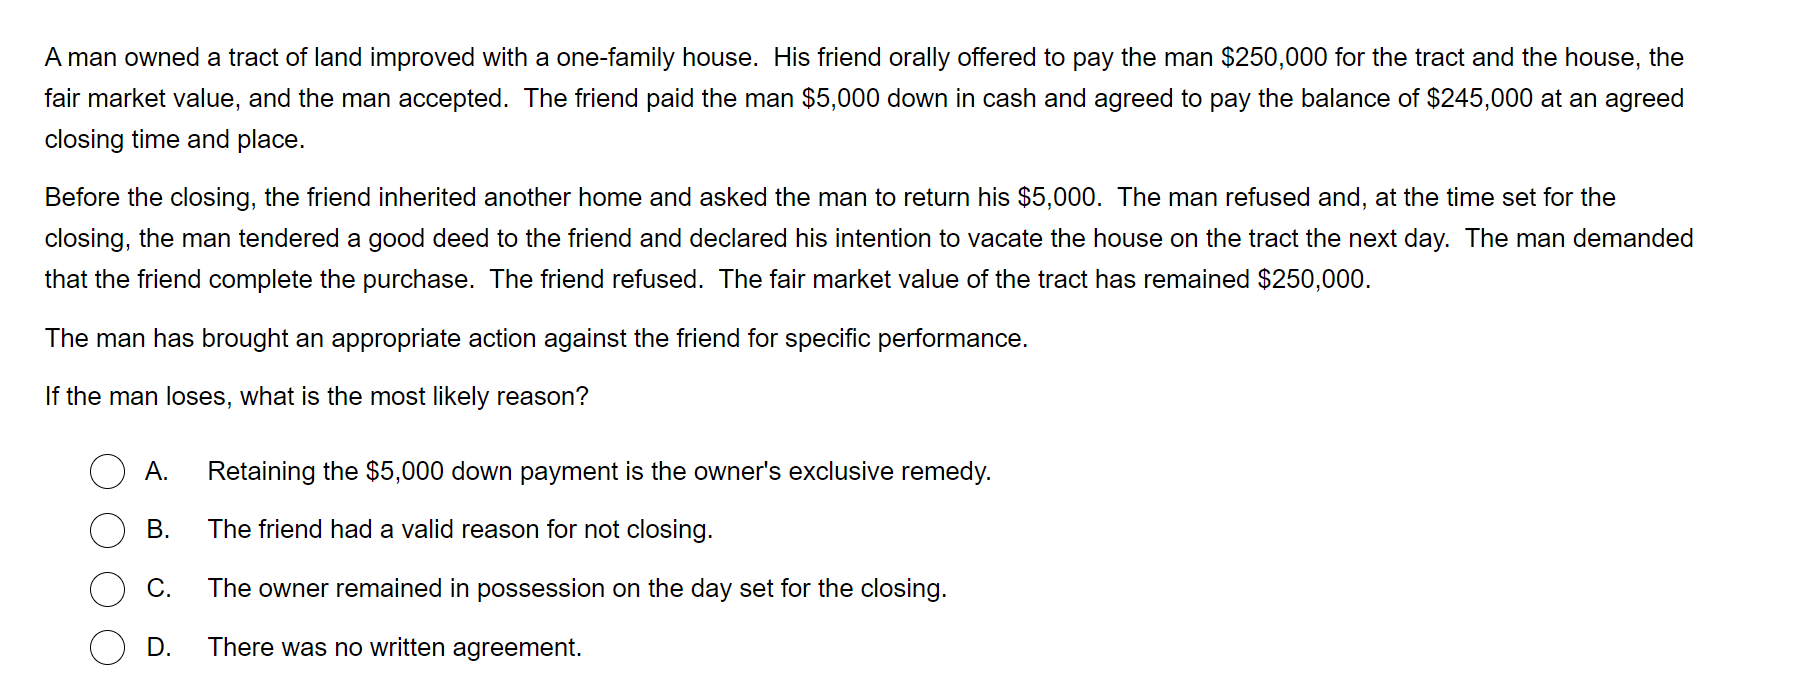 A man owned a tract of land improved with a one-family house.  His friend orally offered to pay the man $250,000 for the tract and the house, the
fair market value, and the man accepted.  The friend paid the man $5,000 down in cash and agreed to pay the balance of $245,000 at an agreed
closing time and place.
Before the closing, the friend inherited another home and asked the man to return his $5,000.  The man refused and, at the time set for the
closing, the man tendered a good deed to the friend and declared his intention to vacate the house on the tract the next day.  The man demanded
that the friend complete the purchase.  The friend refused.  The fair market value of the tract has remained $250,000.
The man has brought an appropriate action against the friend for specific performance.
If the man loses, what is the most likely reason?
A. Retaining the $5,000 down payment is the owner's exclusive remedy.
B. The friend had a valid reason for not closing.
C. The owner remained in possession on the day set for the closing.
D. There was no written agreement.